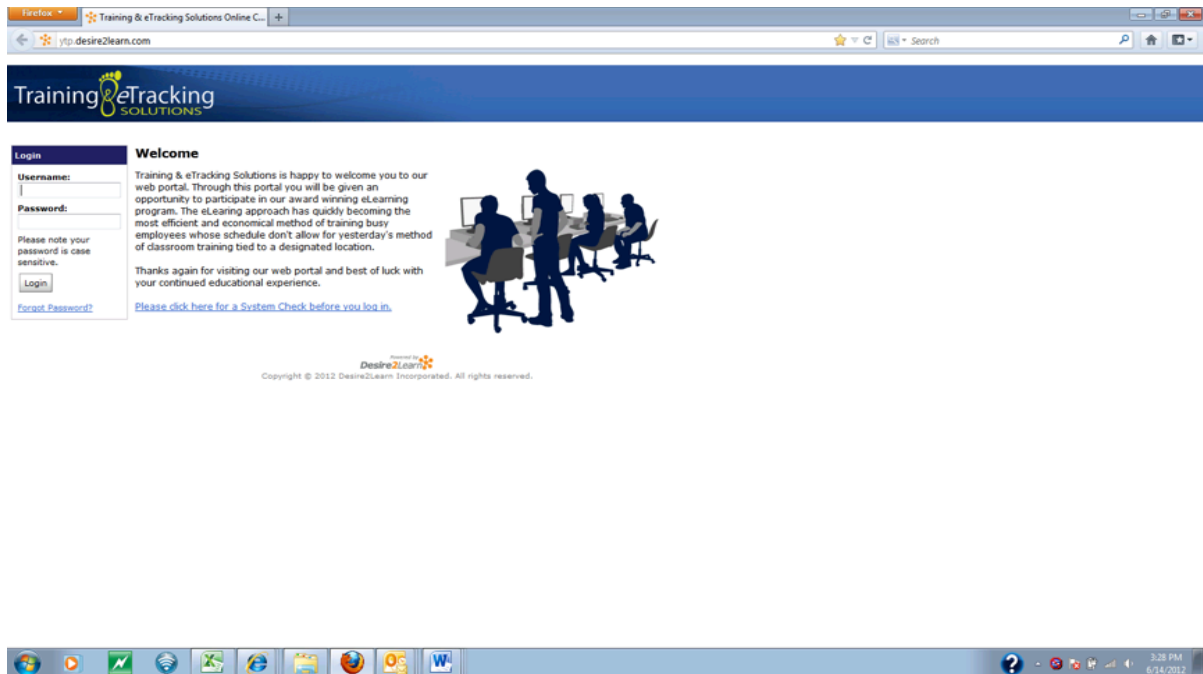 Firefox
Training & eTracking Solutions Online C...
ytp.desire2learn.com
Search
Training & eTracking
SOLUTIONS
Login
Username:
Password:
Please note your
password is case
sensitive.
Login
Forgot Password?
Welcome
Training & eTracking Solutions is happy to welcome you to our
web portal. Through this portal you will be given an
opportunity to participate in our award winning eLearning
program. The eLearing approach has quickly becoming the
most efficient and economical method of training busy
employees whose schedule don't allow for yesterday's method
of classroom training tied to a designated location.
Thanks again for visiting our web portal and best of luck with
your continued educational experience.
Please click here for a System Check before you log in.
Powered by
Desire2Learn
Copyright © 2012 Desire2Learn Incorporated. All rights reserved.
3:28 PM
6/14/2012